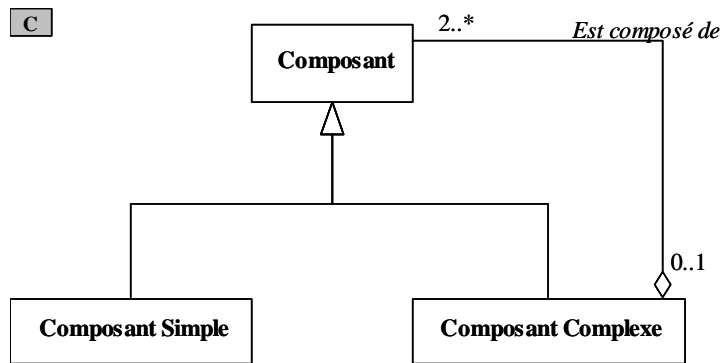 C
2..*
Est composé de
Composant
0..1
Composant Simple
Composant Complexe